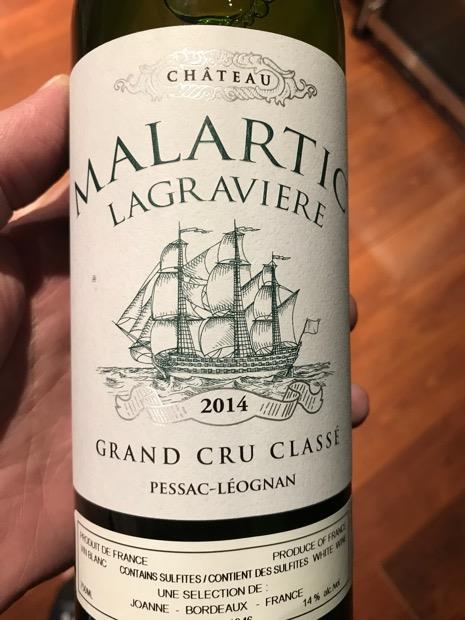 CHÂTEAU
MALARTIC
LAGRAVIERE
2014
GRAND CRU CLASSÉ
PESSAC-LÉOGNAN
PRODUIT DE FRANCE PRODUCE OF FRANCE
VIN BLANC WHITE WINE
CONTAINS SULFITES / CONTIENT DES SULFITES
UNE SELECTION DE :
JOANNE - BORDEAUX - FRANCE
750ML 14 % alc./vol.